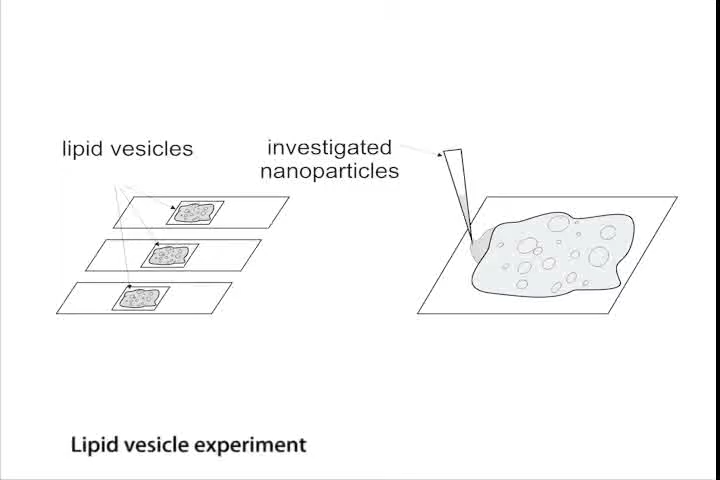 lipid vesicles
investigated
nanoparticles
Lipid vesicle experiment